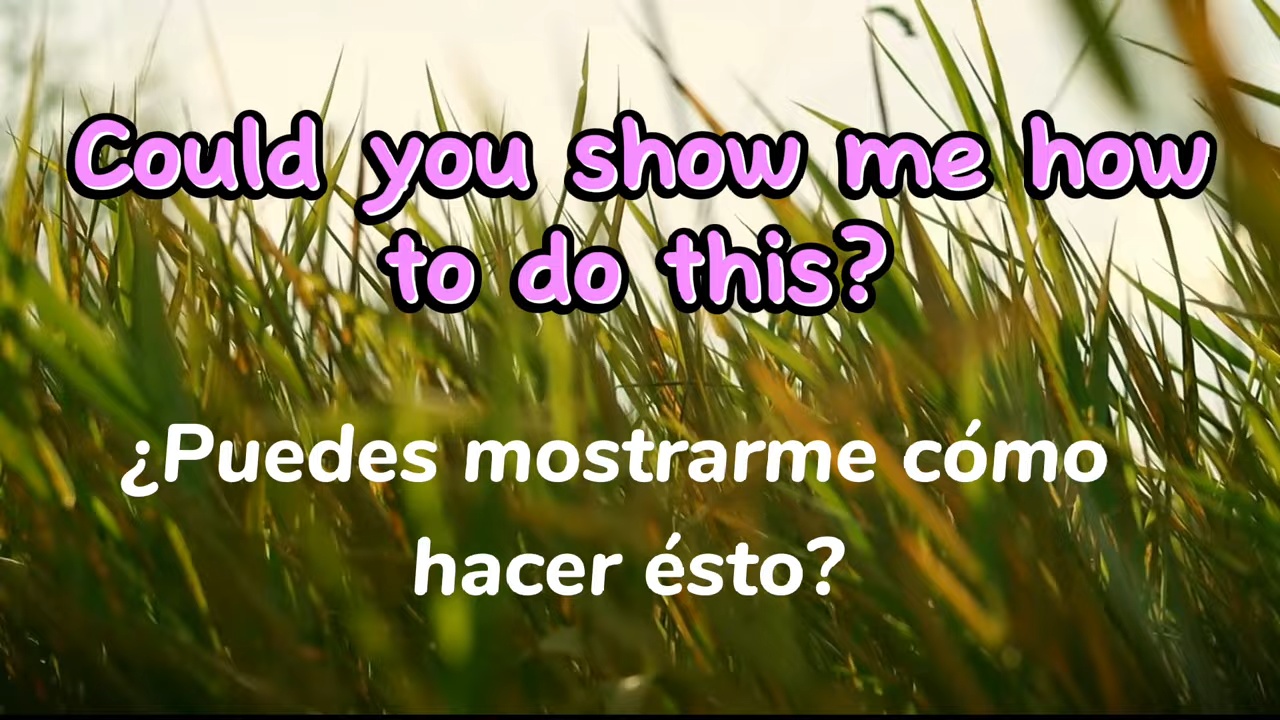 Could you show me how
to do this?
¿Puedes mostrarme cómo
hacer ésto?